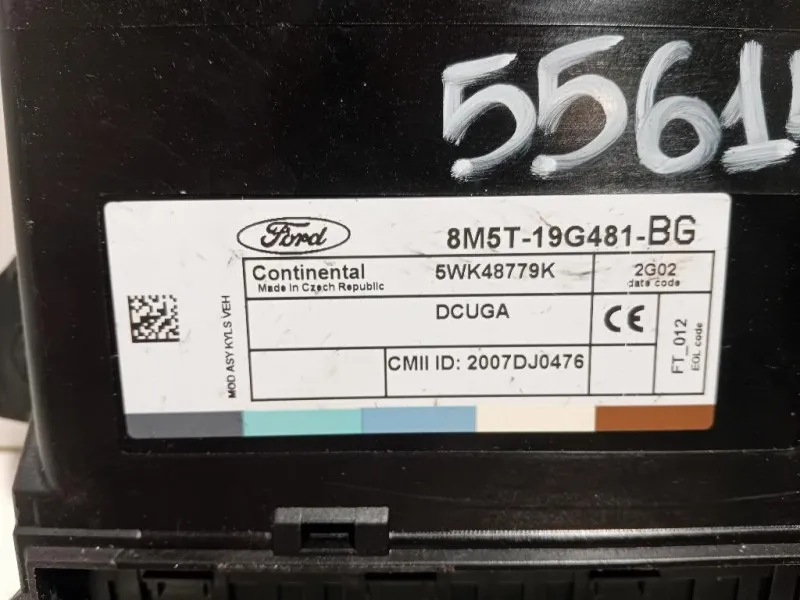 5561
Ford
8M5T-19G481-BG
Continental 5WK48779K 2G02
Made in Czech Republic date code
DCUGA
CMII ID: 2007DJ0476
CE
FT_012
EOL code
MOD ASY KYLS VEH